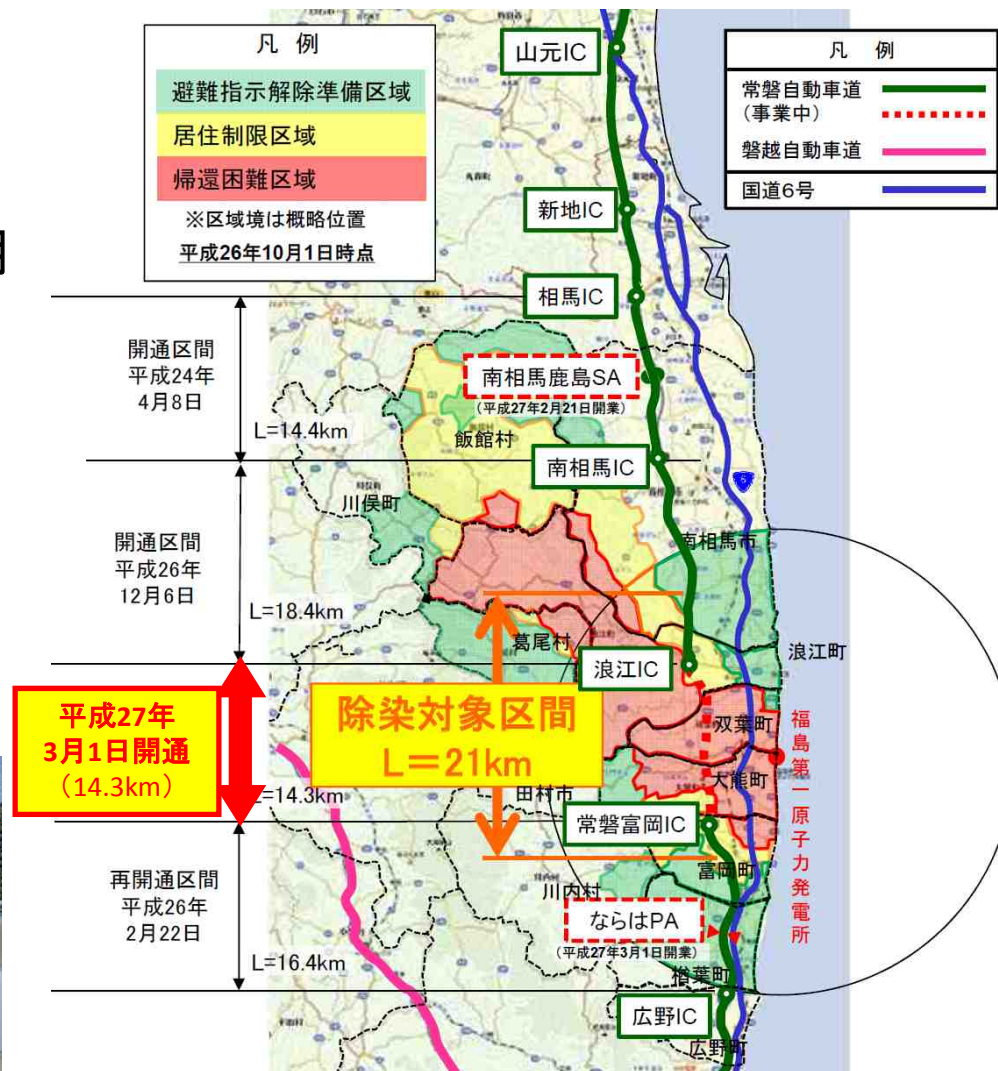 凡 例
避難指示解除準備区域
居住制限区域
帰還困難区域
※区域境は概略位置
平成26年10月1日時点
凡 例
常磐自動車道
(事業中)
磐越自動車道
国道6号
山元IC
新地IC
相馬IC
南相馬鹿島SA
(平成27年2月21日開業)
飯館村
南相馬IC
川俣町
南相馬市
葛尾村
浪江IC
浪江町
双葉町
大熊町
田村市
常磐富岡IC
富岡町
川内村
ならはPA
(平成27年3月1日開業)
楢葉町
広野IC
広野町
福島第一原子力発電所
除染対象区間
L=21km
開通区間
平成24年
4月8日
L=14.4km
開通区間
平成26年
12月6日
L=18.4km
平成27年
3月1日開通
(14.3km)
L=14.3km
再開通区間
平成26年
2月22日
L=16.4km